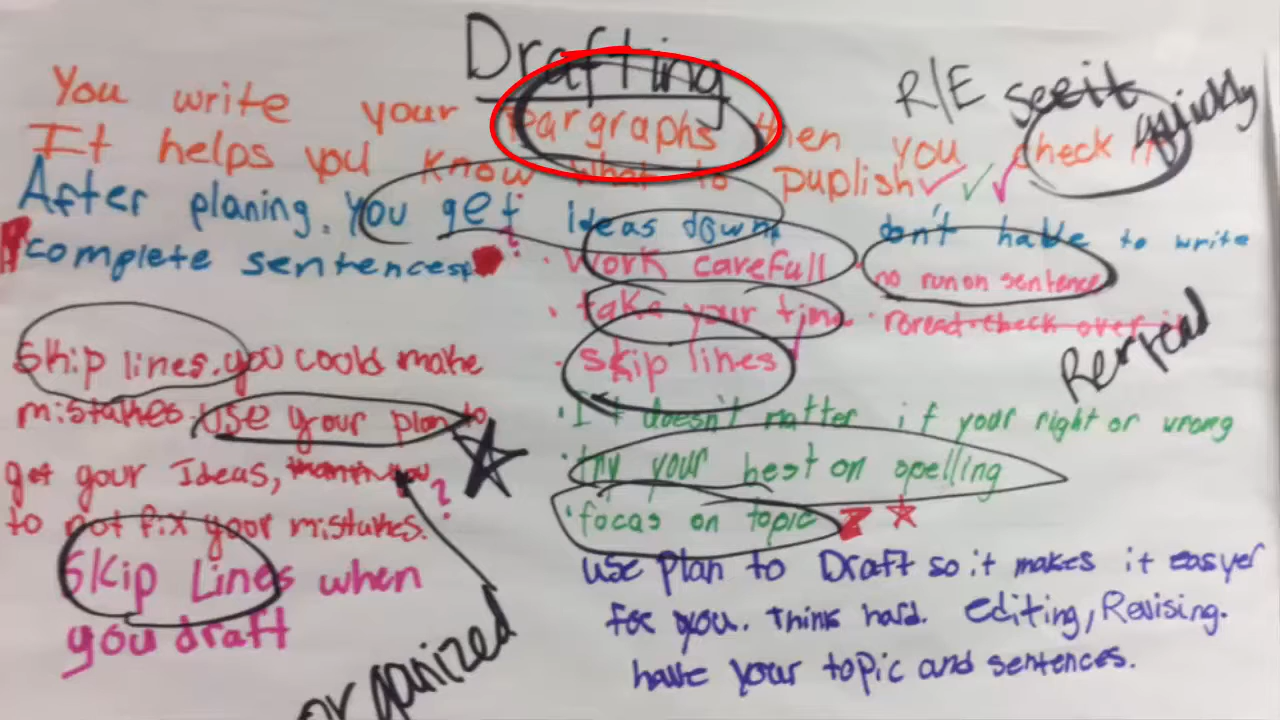 Drafting
R/E seeit quickly
You write your Pargraphs then you check it
It helps you know what to puplish
After planing. You get ideas down
don't have to write
complete sentences
? 
· Work carefull
· no run on sentence
· take your time
· reread check over it
Reread
Skip lines. you could make
mistakes. use your plan to
get your Ideas,
to not fix your mistakes.
?
Skip Lines when
you draft
organized
· skip lines
· It doesn't matter if your right or wrong
· try your best on spelling
· focas on topic
use plan to Draft so it makes it easyer
for you. Think hard. Editing, Revising.
have your topic and sentences.